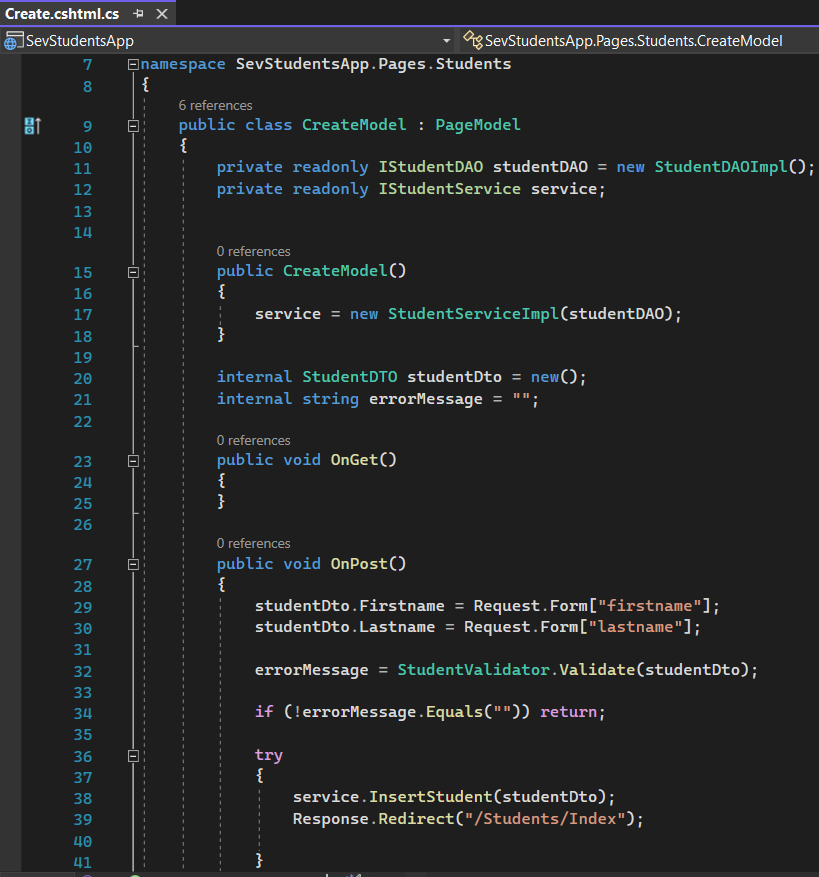 Create.cshtml.cs
SevStudentsApp SevStudentsApp.Pages.Students.CreateModel
7 namespace SevStudentsApp.Pages.Students
8 {
6 references
9 public class CreateModel : PageModel
10 {
11 private readonly IStudentDAO studentDAO = new StudentDAOImpl();
12 private readonly IStudentService service;
13
14
0 references
15 public CreateModel()
16 {
17 service = new StudentServiceImpl(studentDAO);
18 }
19
20 internal StudentDTO studentDto = new();
21 internal string errorMessage = "";
22
0 references
23 public void OnGet()
24 {
25 }
26
0 references
27 public void OnPost()
28 {
29 studentDto.Firstname = Request.Form["firstname"];
30 studentDto.Lastname = Request.Form["lastname"];
31
32 errorMessage = StudentValidator.Validate(studentDto);
33
34 if (!errorMessage.Equals("")) return;
35
36 try
37 {
38 service.InsertStudent(studentDto);
39 Response.Redirect("/Students/Index");
40
41 }